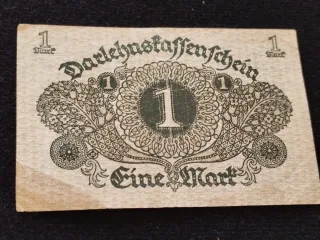 1 1
Mark Mark
Darlehnskassenschein
1 1 1
Eine Mark